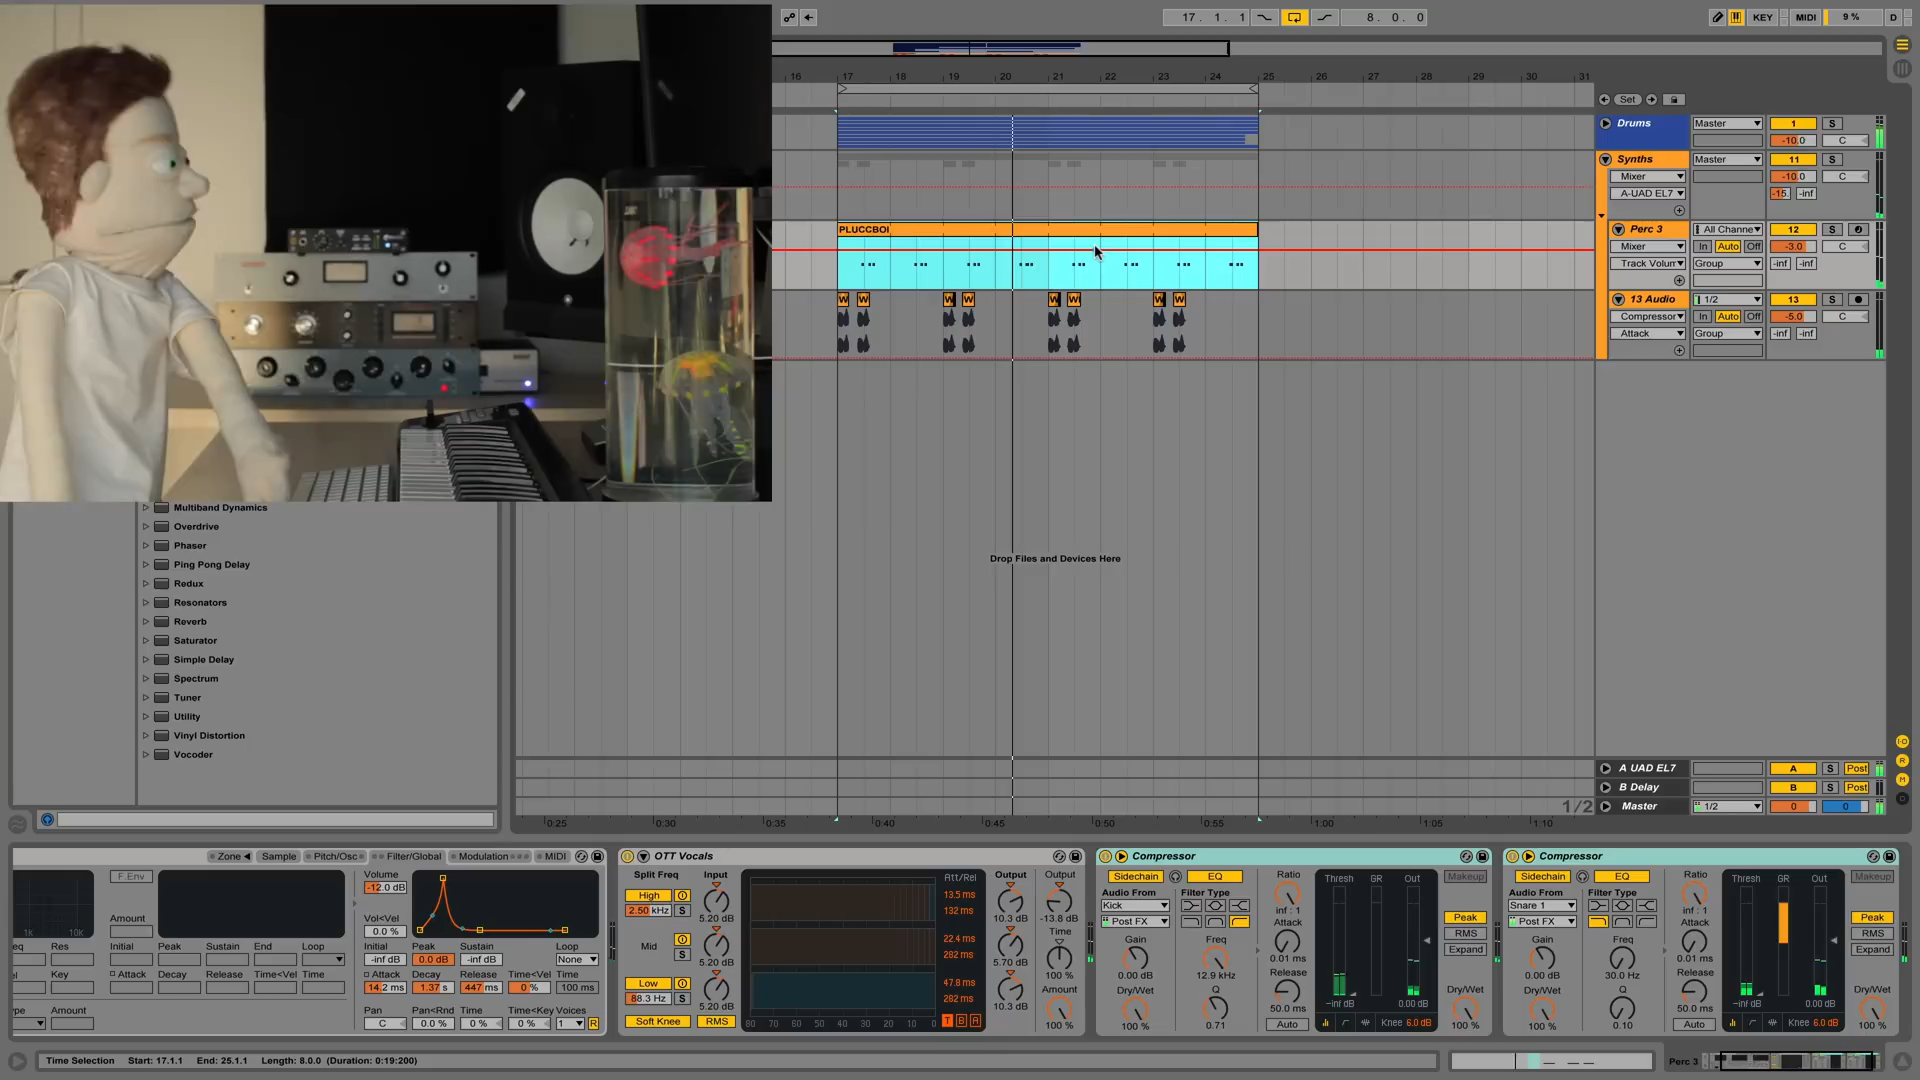 17. 1. 1
8. 0. 0
KEY
MIDI
9 %
D
16 17 18 19 20 21 22 23 24 25 26 27 28 29 30 31
Set
Drums
Master
1
S
-10.0
C
Synths
Master
11
S
Mixer
-10.0
C
A-UAD EL7
-15.
-inf
PLUCCBOI
Perc 3
All Channe
12
S
Mixer
In
Auto
Off
-3.0
C
Track Volum
Group
-inf
-inf
W W W W W W W W
13 Audio
1/2
13
S
Compressor
In
Auto
Off
-5.0
C
Attack
Group
-inf
-inf
Drop Files and Devices Here
Multiband Dynamics
Overdrive
Phaser
Ping Pong Delay
Redux
Resonators
Reverb
Saturator
Simple Delay
Spectrum
Tuner
Utility
Vinyl Distortion
Vocoder
A UAD EL7
A
S
Post
B Delay
B
S
Post
1/2
Master
1/2
0
0
0:25 0:30 0:35 0:40 0:45 0:50 0:55 1:00 1:05 1:10
Zone
Sample
Pitch/Osc
Filter/Global
Modulation
MIDI
F.Env
Volume
-12.0 dB
Amount
Vol<Vel
0.0 %
1K 10K
Res
Initial Peak Sustain End Loop
Initial Peak Sustain Loop
-inf dB 0.0 dB -inf dB None
Key
Attack Decay Release Time<Vel Time
Attack Decay Release Time<Vel Time
14.2 ms 1.37 s 447 ms 0 % 100 ms
Amount
Pan Pan<Rnd Time Time<Key Voices
C 0.0 % 0 % 0 % 1 R
OTT Vocals
Split Freq
Input
Att/Rel
Output
Output
High
2.50 kHz
S
5.20 dB
13.5 ms
132 ms
10.3 dB
-13.8 dB
Mid
S
5.20 dB
22.4 ms
282 ms
5.70 dB
Time
100 %
Low
88.3 Hz
S
5.20 dB
47.8 ms
282 ms
10.3 dB
Amount
100 %
Soft Knee
RMS
80 60 50 40 30 20 10 0
T B A
Compressor
Sidechain
EQ
Audio From
Filter Type
Kick
Post FX
Gain
0.00 dB
Freq
12.9 kHz
Dry/Wet
100 %
Q
0.71
Ratio
inf : 1
Attack
0.01 ms
Release
50.0 ms
Auto
Thresh
GR
Out
-inf dB
0.00 dB
Knee 6.0 dB
Makeup
Peak
RMS
Expand
Dry/Wet
100 %
Compressor
Sidechain
EQ
Audio From
Filter Type
Snare 1
Post FX
Gain
0.00 dB
Freq
30.0 Hz
Dry/Wet
100 %
Q
0.10
Ratio
inf : 1
Attack
0.01 ms
Release
50.0 ms
Auto
Thresh
GR
Out
-inf dB
0.00 dB
Knee 6.0 dB
Makeup
Peak
RMS
Expand
Dry/Wet
100 %
Time Selection Start: 17.1.1 End: 25.1.1 Length: 8.0.0 (Duration: 0:19:200)
Perc 3